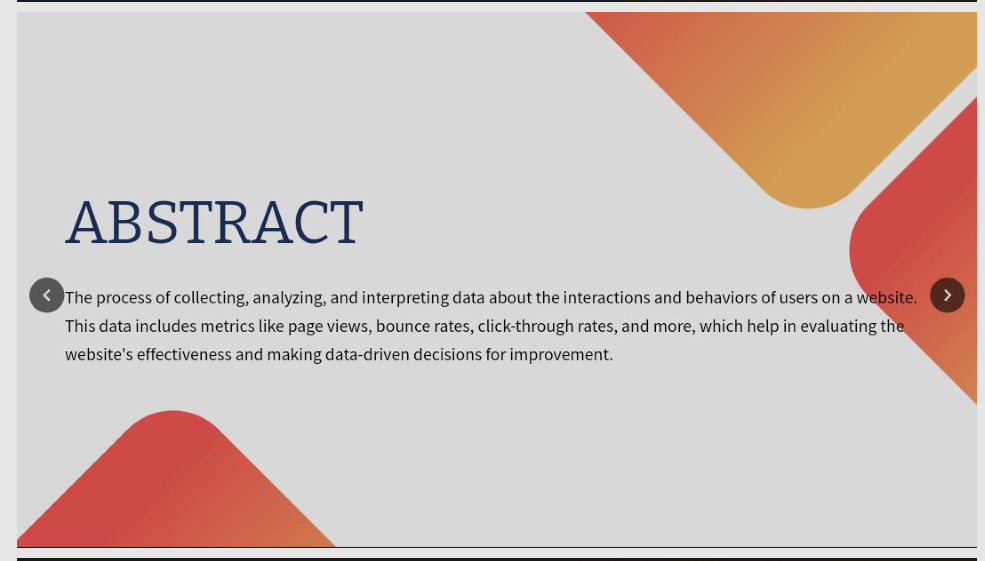 ABSTRACT
The process of collecting, analyzing, and interpreting data about the interactions and behaviors of users on a website.
This data includes metrics like page views, bounce rates, click-through rates, and more, which help in evaluating the
website's effectiveness and making data-driven decisions for improvement.